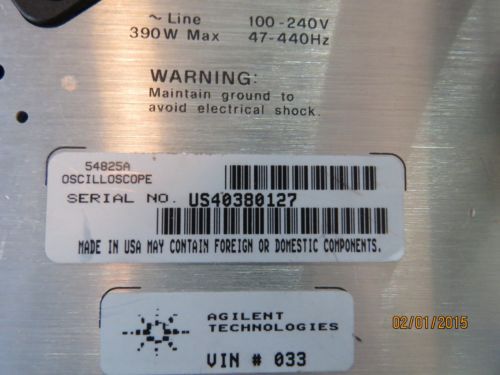 ~ Line 100-240V
390W Max 47-440Hz
WARNING:
Maintain ground to
avoid electrical shock.
54825A
OSCILLOSCOPE
SERIAL NO. US40380127
MADE IN USA MAY CONTAIN FOREIGN OR DOMESTIC COMPONENTS.
AGILENT
TECHNOLOGIES
VIN # 033
02/01/2015